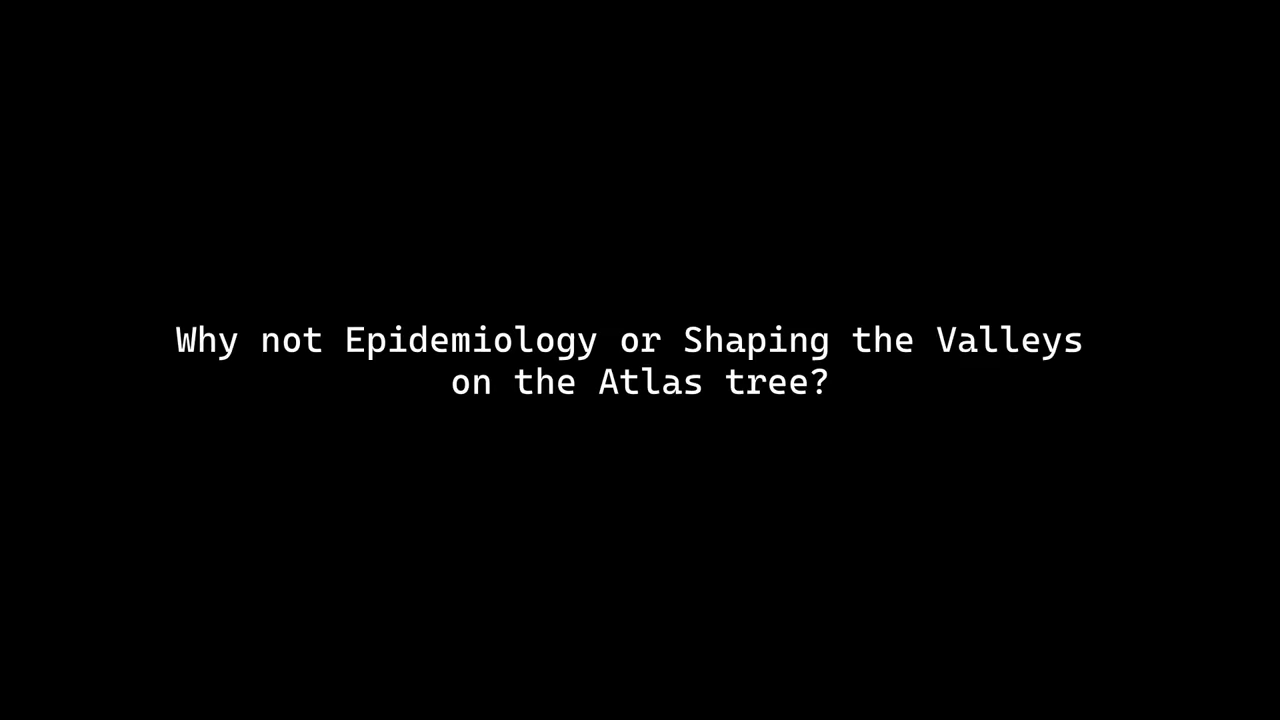 Why not Epidemiology or Shaping the Valleys
on the Atlas tree?